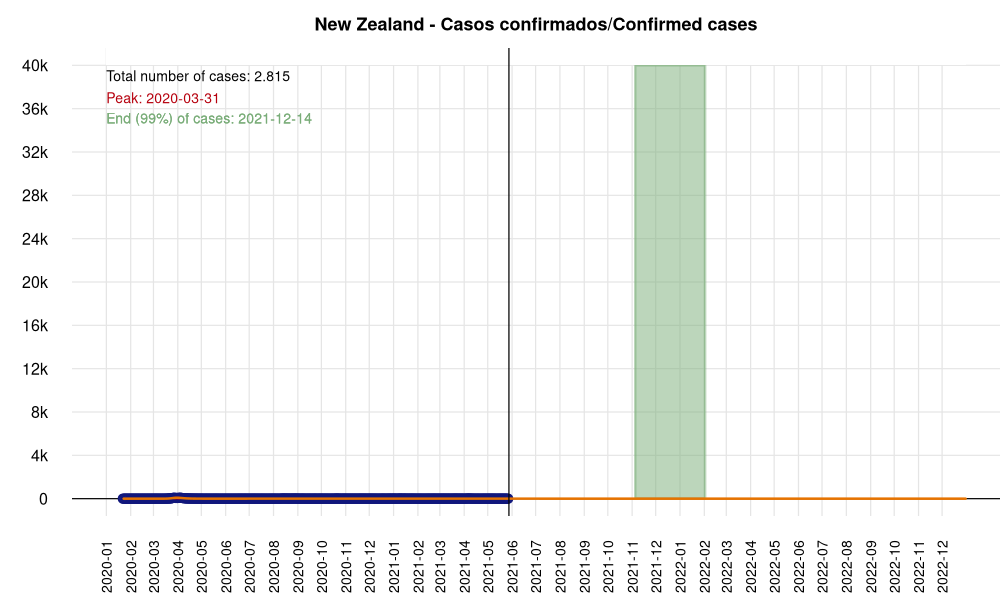 New Zealand - Casos confirmados/Confirmed cases
Total number of cases: 2.815
Peak: 2020-03-31
End (99%) of cases: 2021-12-14
40k
36k
32k
28k
24k
20k
16k
12k
8k
4k
0
2020-01
2020-02
2020-03
2020-04
2020-05
2020-06
2020-07
2020-08
2020-09
2020-10
2020-11
2020-12
2021-01
2021-02
2021-03
2021-04
2021-05
2021-06
2021-07
2021-08
2021-09
2021-10
2021-11
2021-12
2022-01
2022-02
2022-03
2022-04
2022-05
2022-06
2022-07
2022-08
2022-09
2022-10
2022-11
2022-12